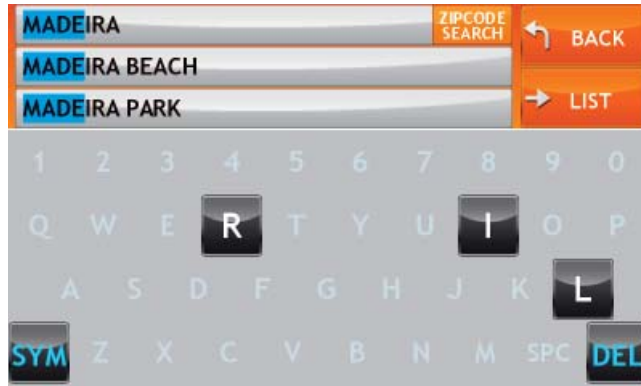 MADEIRA
ZIPCODE
SEARCH
BACK
MADEIRA BEACH
MADEIRA PARK
LIST
1 2 3 4 5 6 7 8 9 0
Q W E R T Y U I O P
A S D F G H J K L
SYM Z X C V B N M SPC DEL